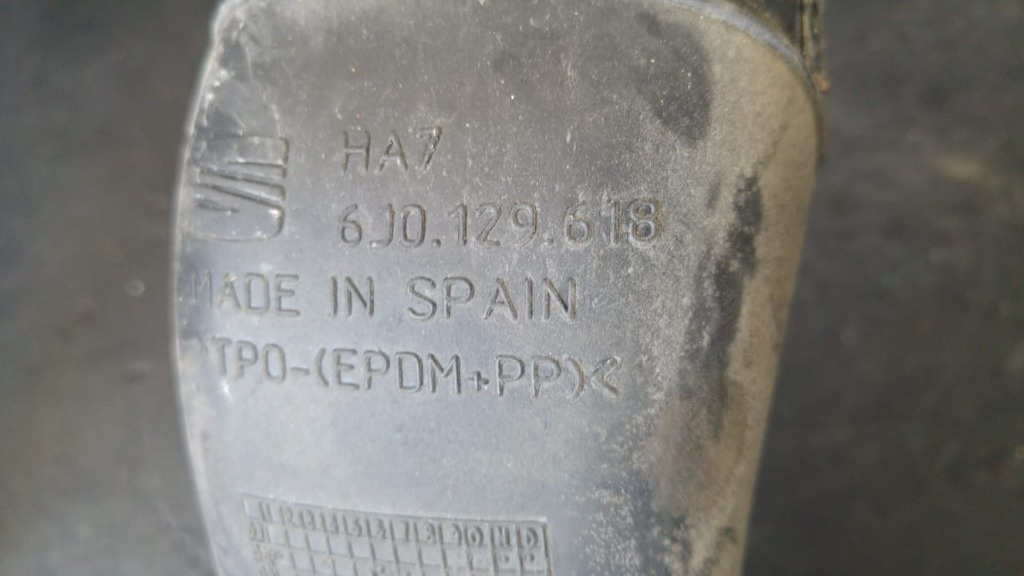 HA7
6J0.129.618
MADE IN SPAIN
>TPO-(EPDM+PP)<